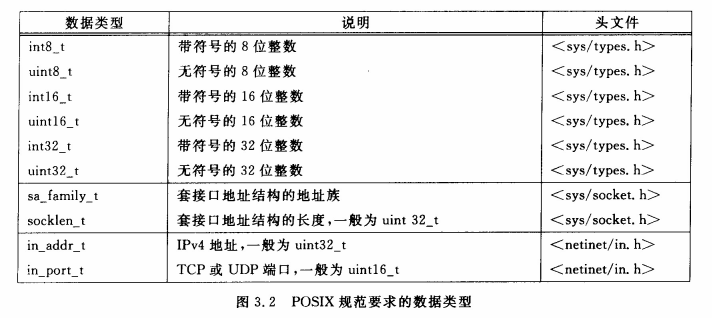 数据类型 说明 头文件
int8_t 带符号的 8 位整数 <sys/types. h>
uint8_t 无符号的 8 位整数 <sys/types. h>
int16_t 带符号的 16 位整数 <sys/types. h>
uint16_t 无符号的 16 位整数 <sys/types. h>
int32_t 带符号的 32 位整数 <sys/types. h>
uint32_t 无符号的 32 位整数 <sys/types. h>
sa_family_t 套接口地址结构的地址族 <sys/socket. h>
socklen_t 套接口地址结构的长度,一般为 uint 32_t <sys/socket. h>
in_addr_t IPv4 地址,一般为 uint32_t <netinet/in. h>
in_port_t TCP 或 UDP 端口,一般为 uint16_t <netinet/in. h>
图 3.2 POSIX 规范要求的数据类型